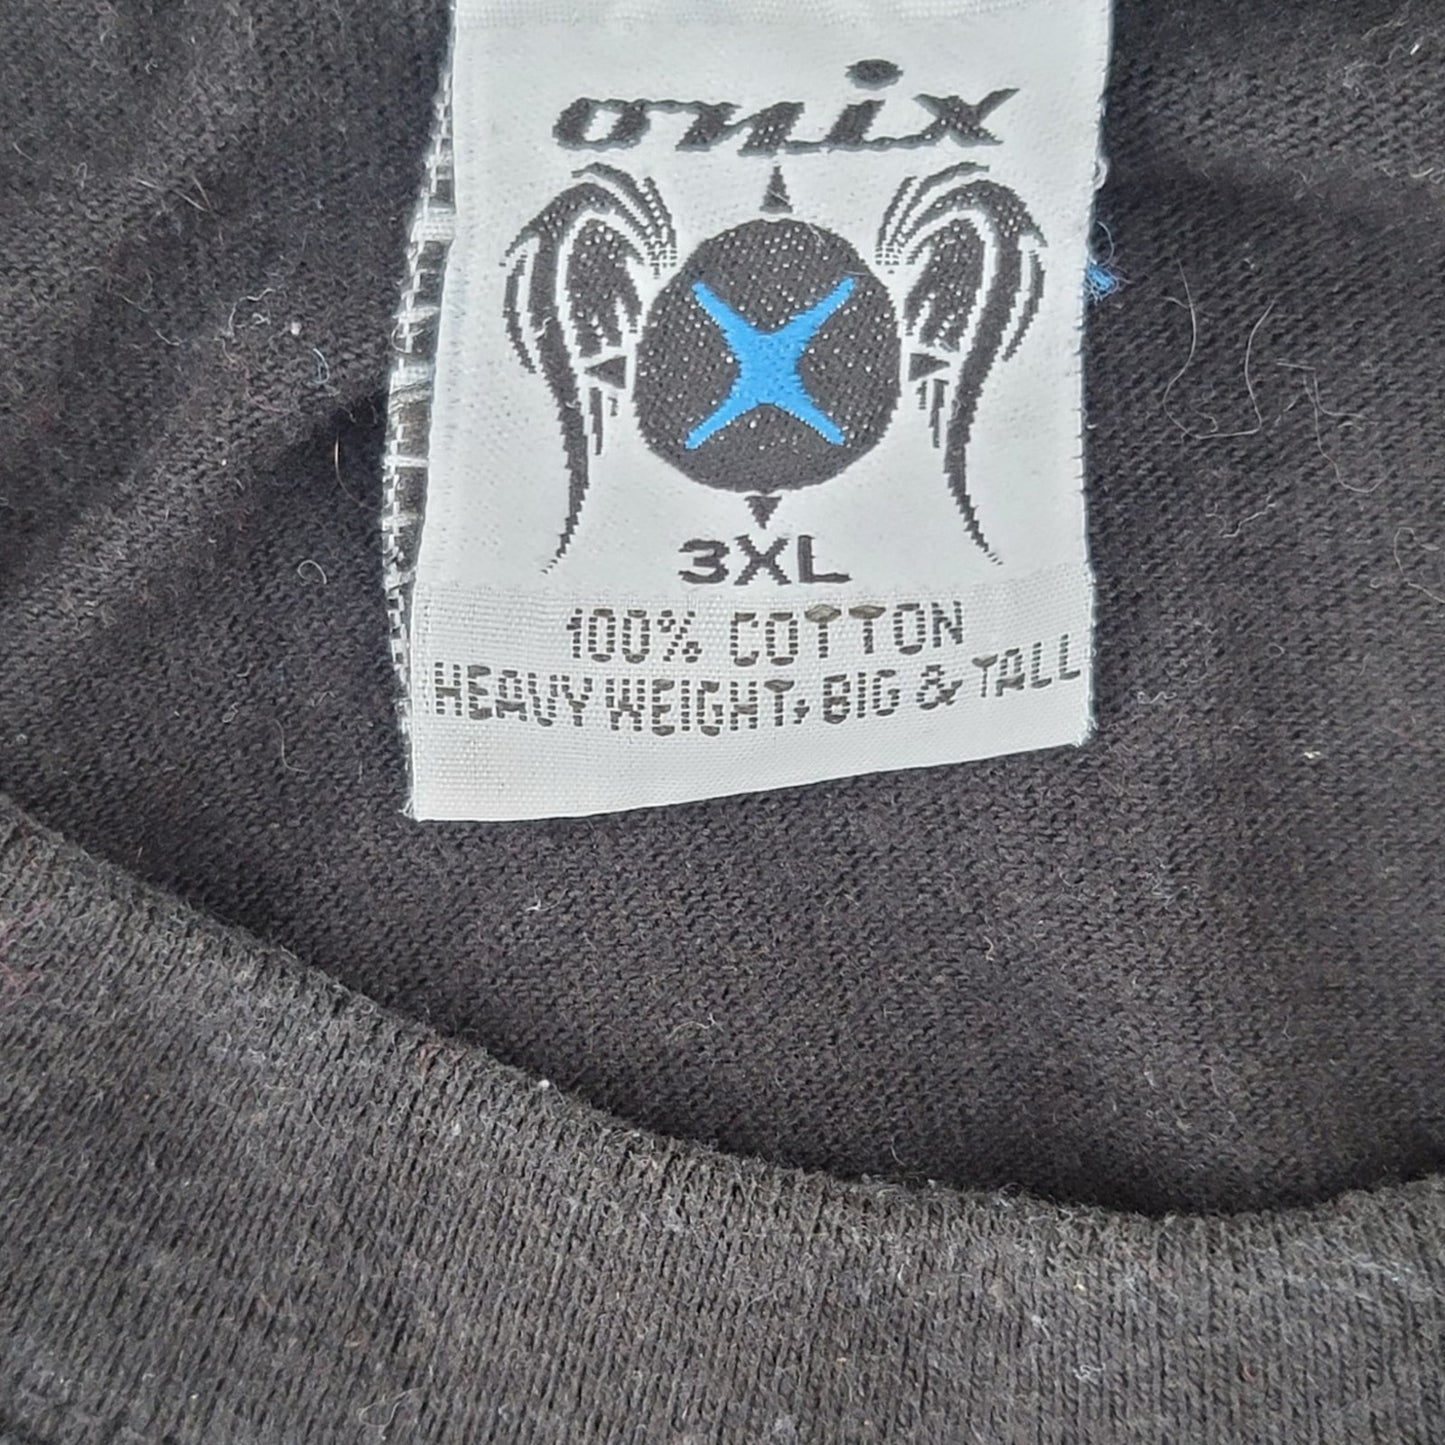 onix
3XL
100% COTTON
HEAVY WEIGHT, BIG & TALL